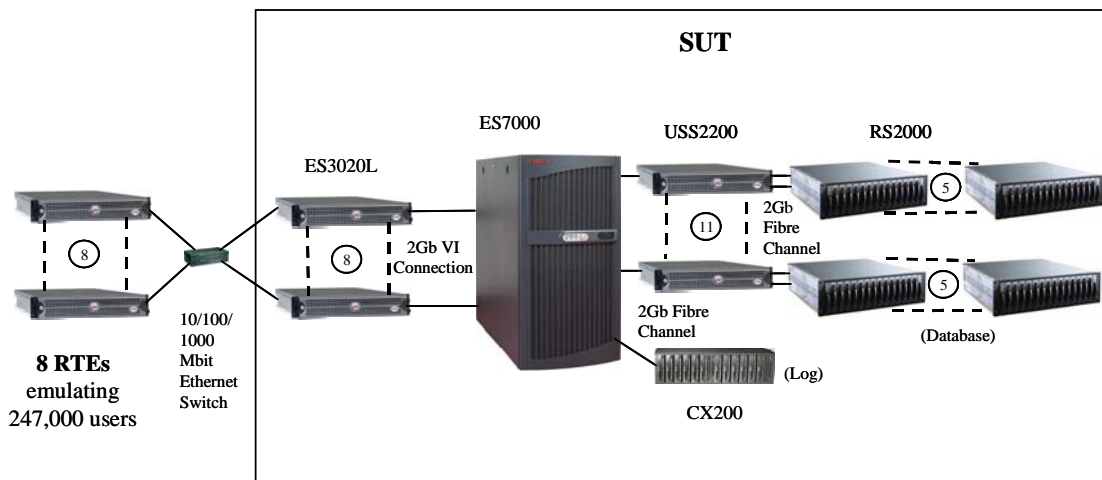 SUT
ES7000
USS2200
RS2000
ES3020L
8
8
2Gb VI
Connection
11
2Gb
Fibre
Channel
5
5
10/100/
1000
Mbit
Ethernet
Switch
2Gb Fibre
Channel
(Database)
(Log)
CX200
8 RTEs
emulating
247,000 users